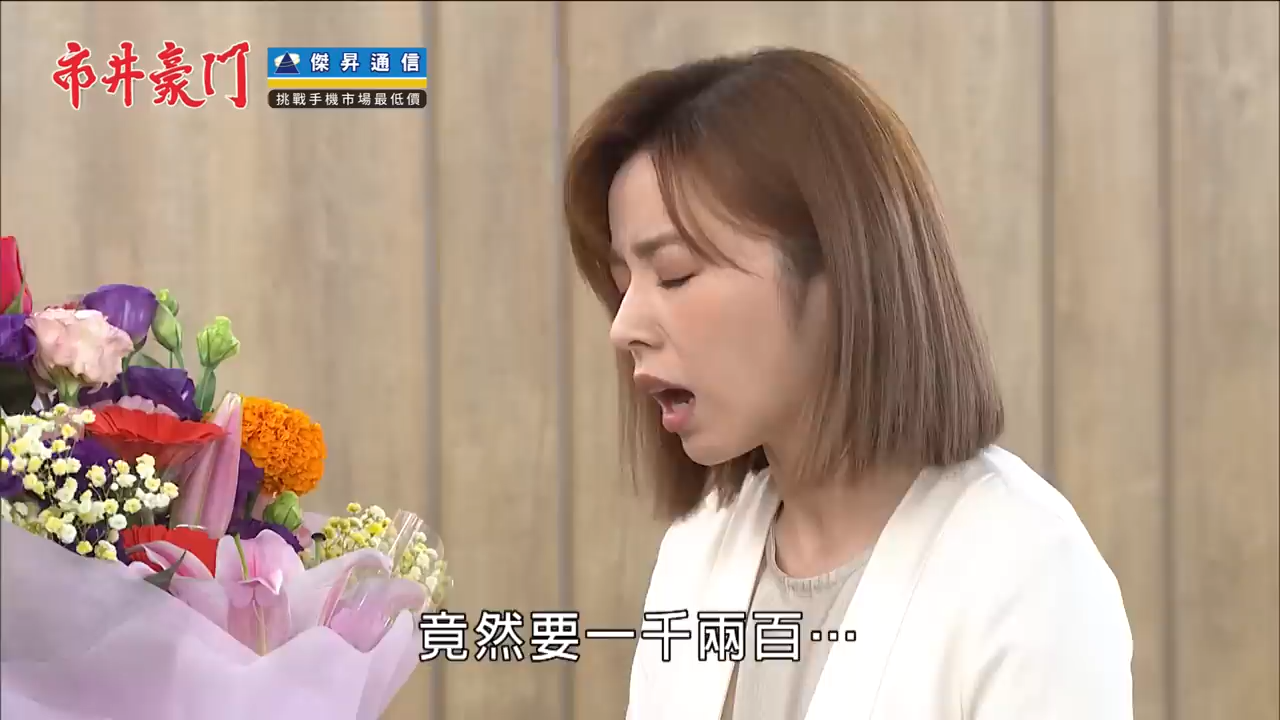 市井豪門
傑昇通信
挑戰手機市場最低價
竟然要一千兩百…